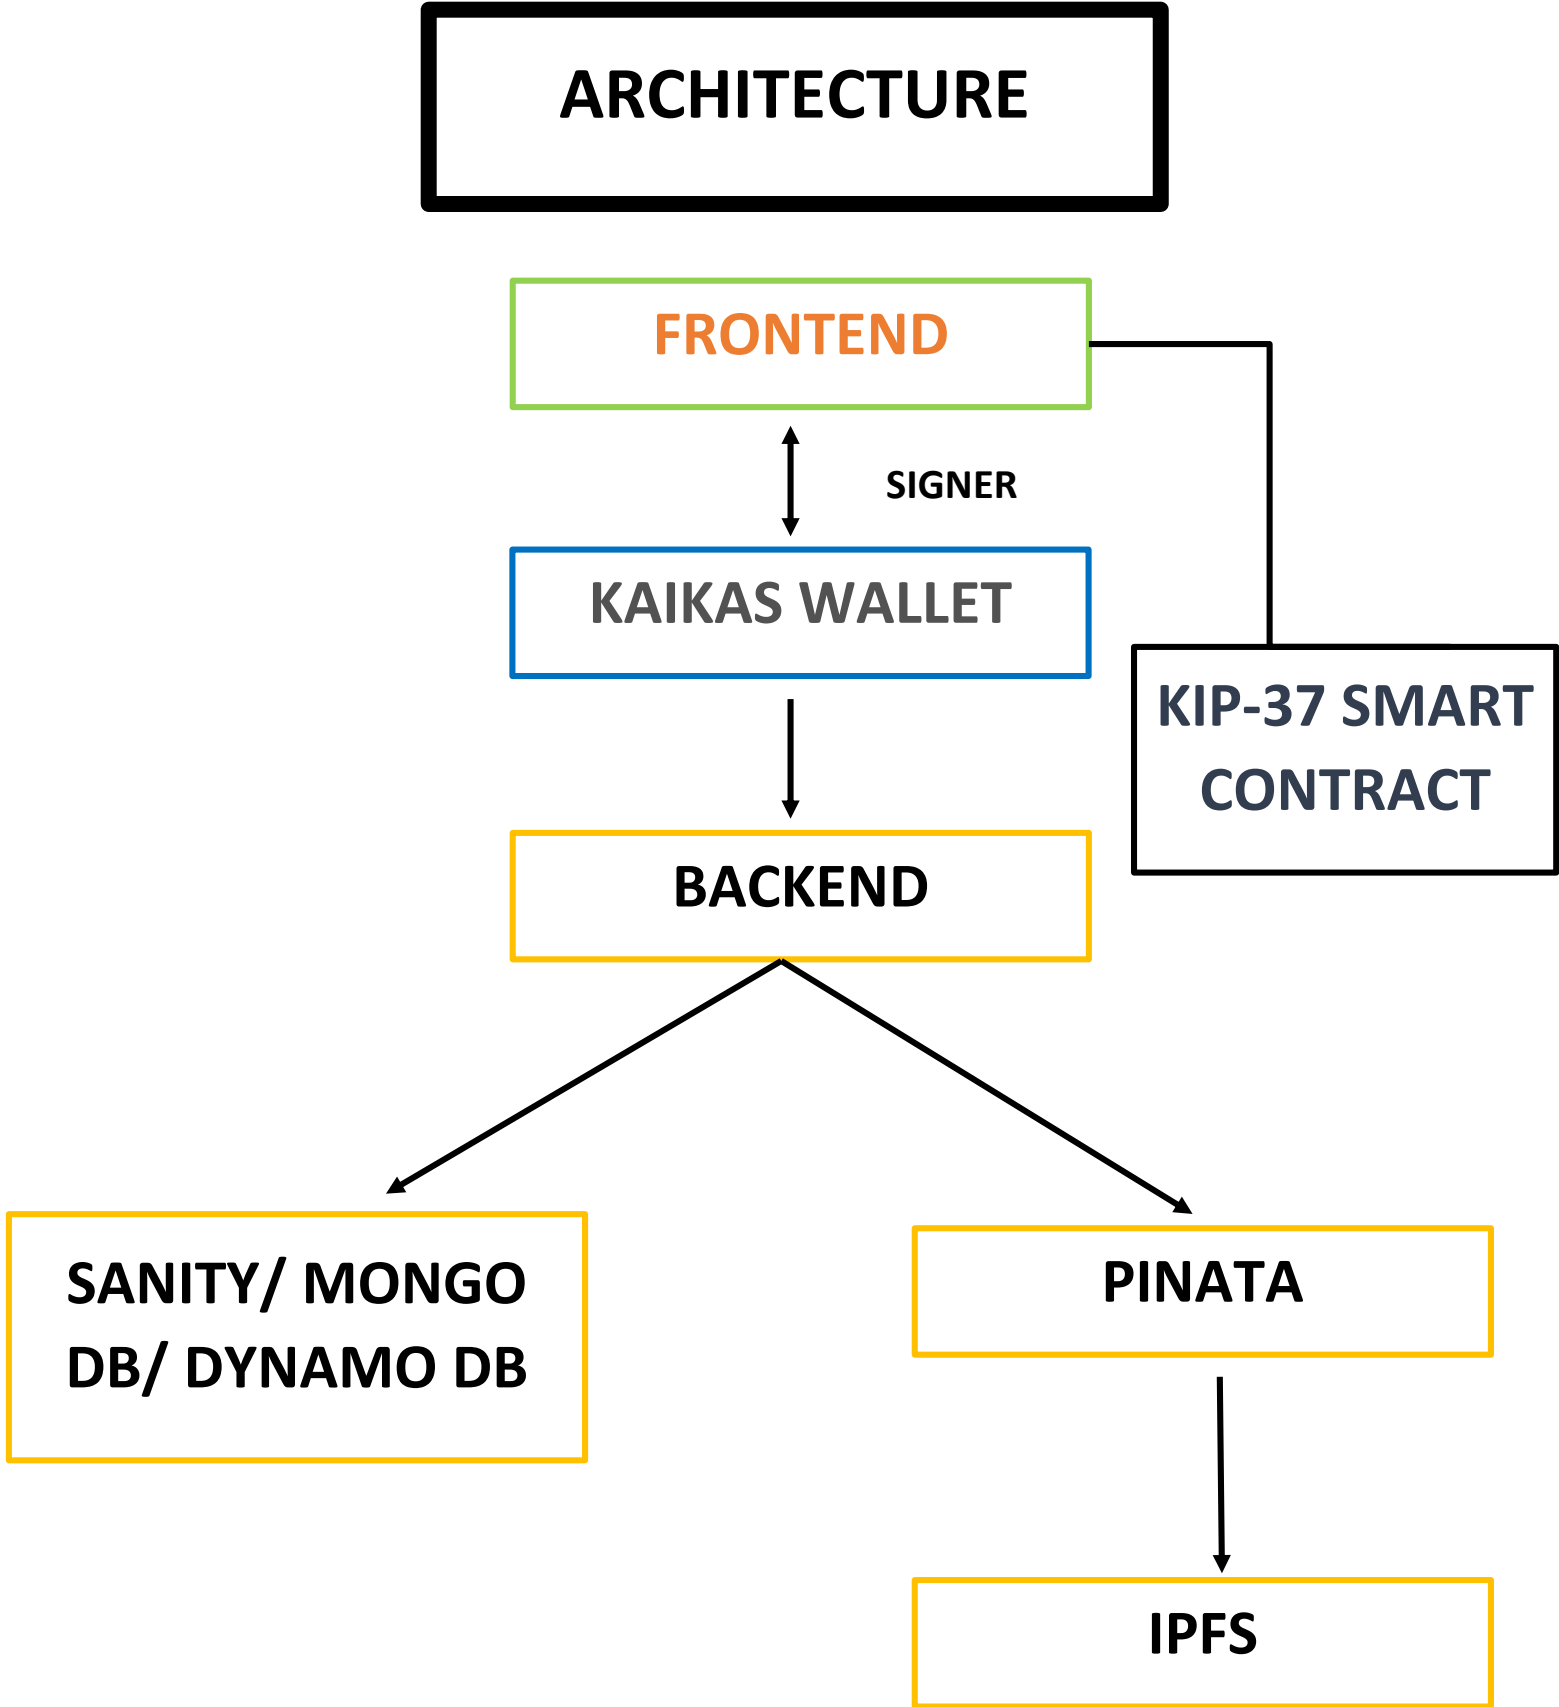 ARCHITECTURE
FRONTEND
SIGNER
KAIKAS WALLET
KIP-37 SMART
CONTRACT
BACKEND
SANITY/ MONGO
DB/ DYNAMO DB
PINATA
IPFS